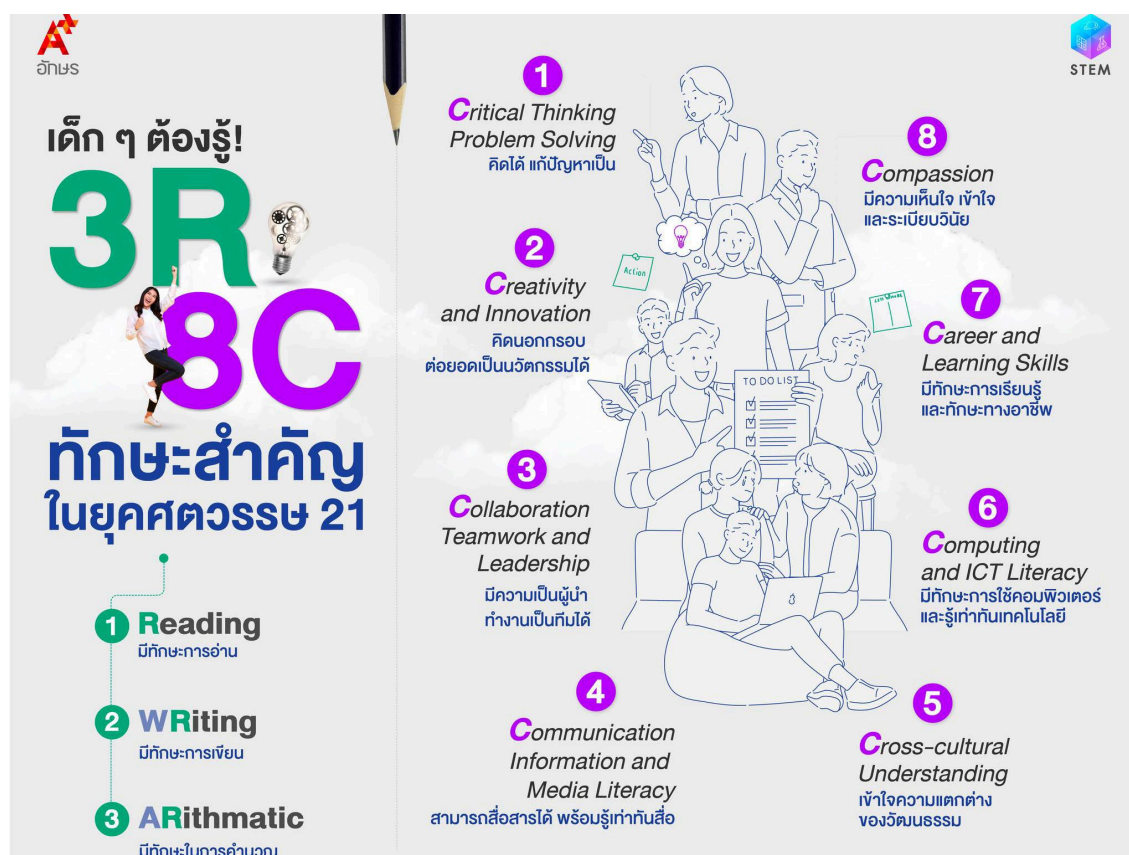 อักษร
STEM
เด็ก ๆ ต้องรู้!
3R
8C
ทักษะสำคัญ
ในยุคศตวรรษ 21
1 Reading
มีทักษะการอ่าน
2 WRiting
มีทักษะการเขียน
3 ARithmatic
มีทักษะในการคำนวณ
1
Critical Thinking
Problem Solving
คิดได้ แก้ปัญหาเป็น
2
Creativity
and Innovation
คิดนอกกรอบ
ต่อยอดเป็นนวัตกรรมได้
3
Collaboration
Teamwork and
Leadership
มีความเป็นผู้นำ
ทำงานเป็นทีมได้
4
Communication
Information and
Media Literacy
สามารถสื่อสารได้ พร้อมรู้เท่าทันสื่อ
5
Cross-cultural
Understanding
เข้าใจความแตกต่าง
ของวัฒนธรรม
6
Computing
and ICT Literacy
มีทักษะการใช้คอมพิวเตอร์
และรู้เท่าทันเทคโนโลยี
7
Career and
Learning Skills
มีทักษะการเรียนรู้
และทักษะทางอาชีพ
8
Compassion
มีความเห็นใจ เข้าใจ
และระเบียบวินัย
Action
TO DO LIST